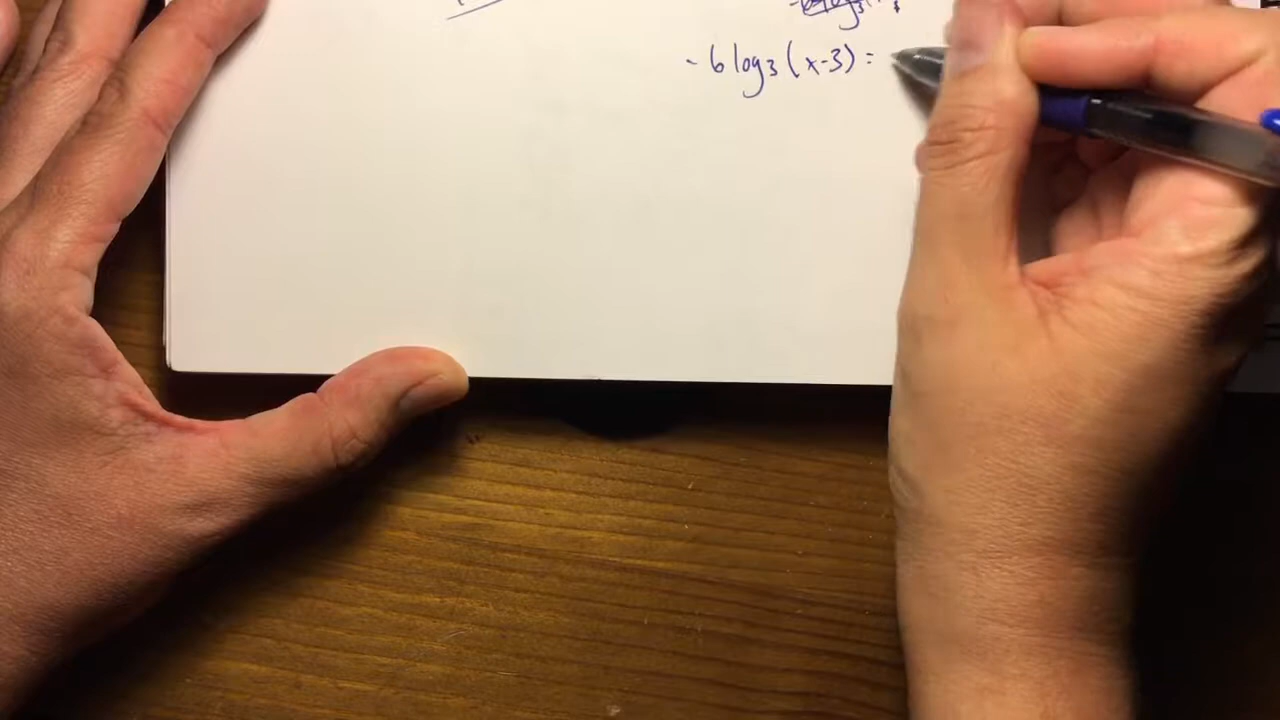 - 6 log₃ (x-3) =